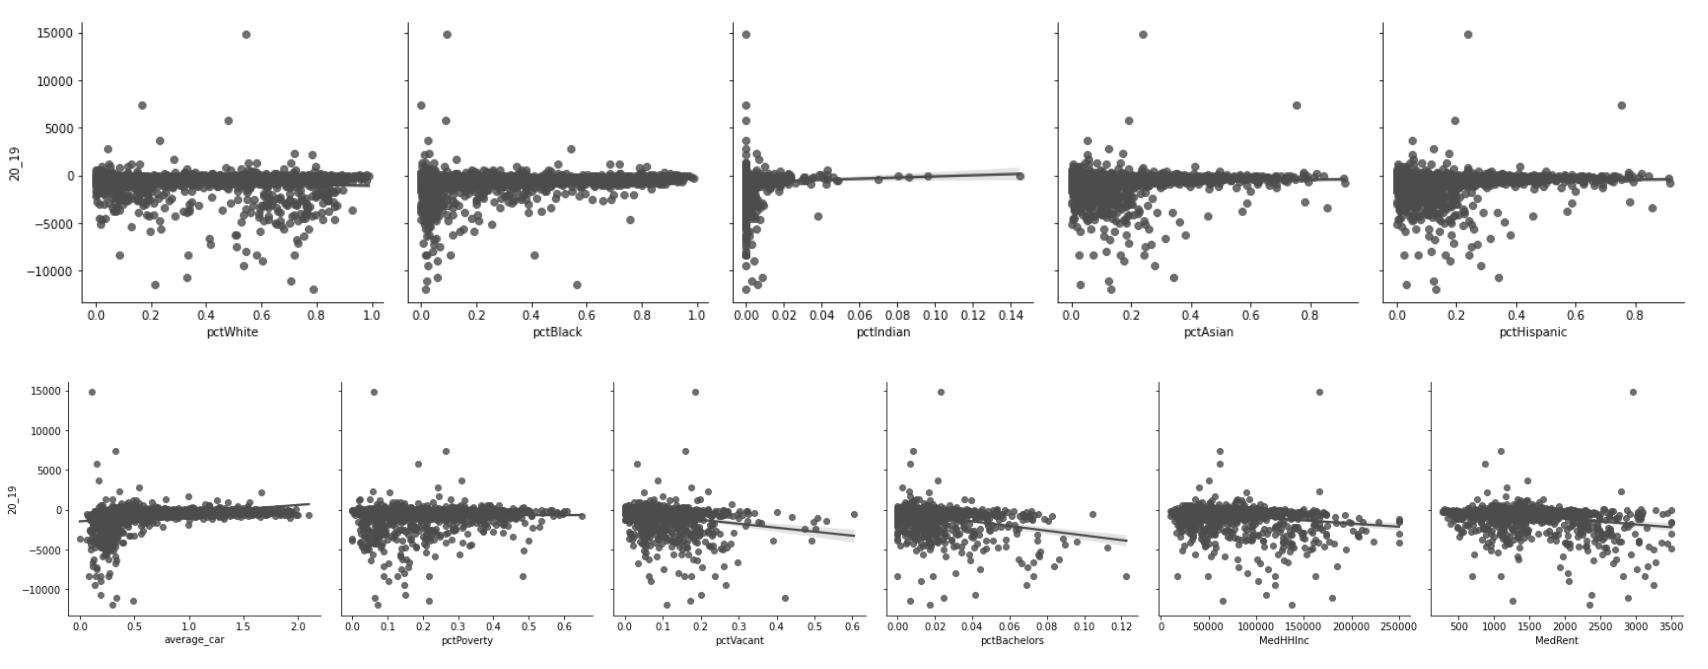 15000
10000
5000
0
−5000
−10000
20_19
0.0 0.2 0.4 0.6 0.8 1.0
pctWhite
0.0 0.2 0.4 0.6 0.8 1.0
pctBlack
0.00 0.02 0.04 0.06 0.08 0.10 0.12 0.14
pctIndian
0.0 0.2 0.4 0.6 0.8
pctAsian
0.0 0.2 0.4 0.6 0.8
pctHispanic
15000
10000
5000
0
−5000
−10000
20_19
0.0 0.5 1.0 1.5 2.0
average_car
0.0 0.1 0.2 0.3 0.4 0.5 0.6
pctPoverty
0.0 0.1 0.2 0.3 0.4 0.5 0.6
pctVacant
0.00 0.02 0.04 0.06 0.08 0.10 0.12
pctBachelors
0 50000 100000 150000 200000 250000
MedHHInc
500 1000 1500 2000 2500 3000 3500
MedRent